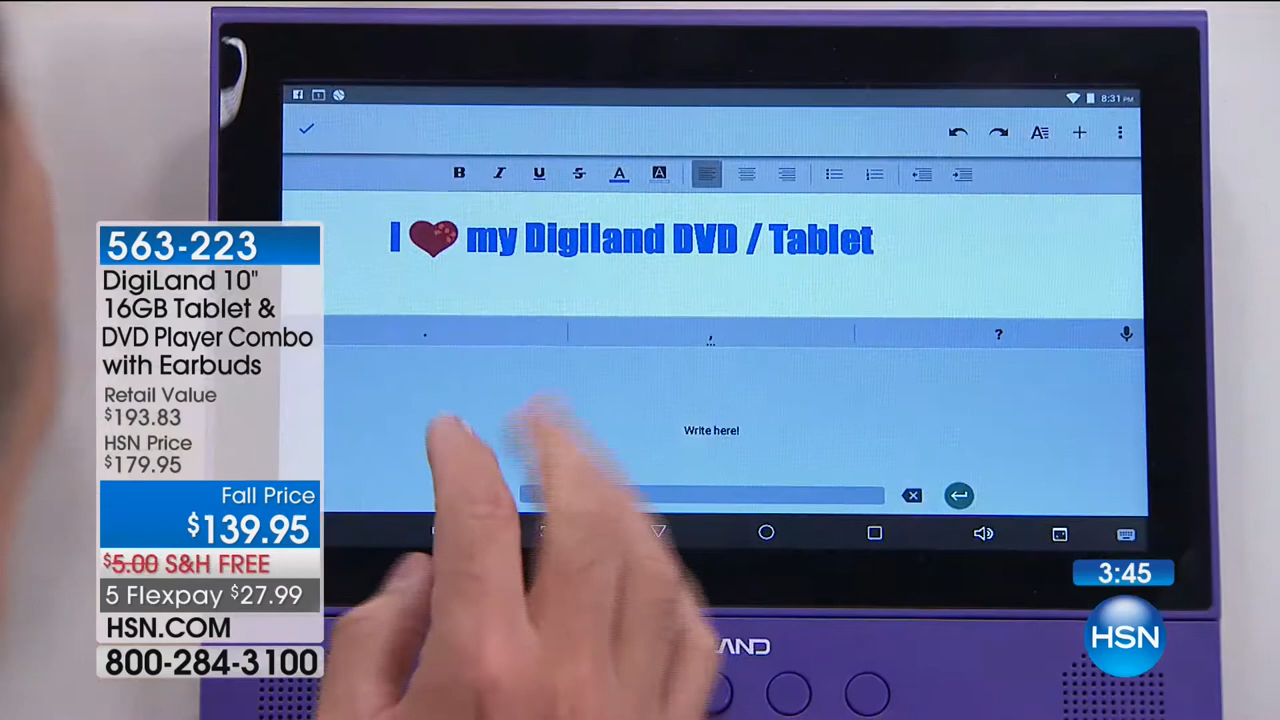 8:31 PM
B I U S A A
I my Digiland DVD / Tablet
. , ?
Write here!
563-223
DigiLand 10"
16GB Tablet &
DVD Player Combo
with Earbuds
Retail Value
$193.83
HSN Price
$179.95
Fall Price
$139.95
$5.00 S&H FREE
5 Flexpay $27.99
HSN.COM
800-284-3100
3:45
HSN
LAND